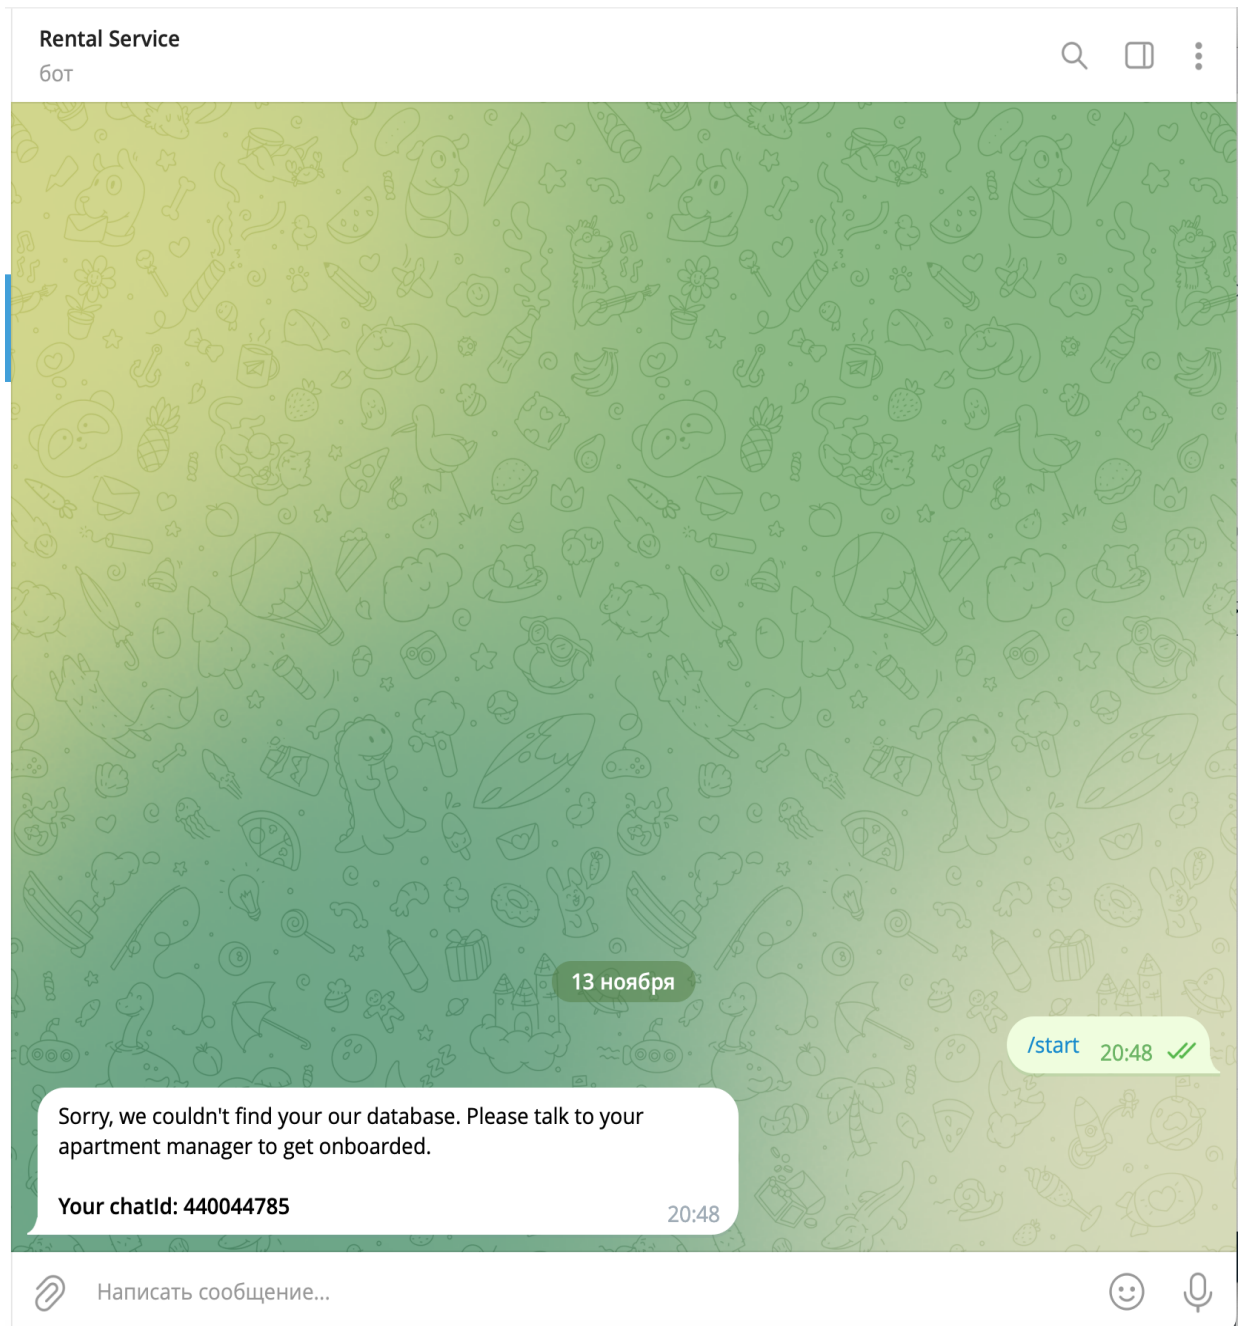 Rental Service
бот
13 ноября
/start 20:48
Sorry, we couldn't find your our database. Please talk to your
apartment manager to get onboarded.
Your chatId: 440044785
20:48
Написать сообщение...